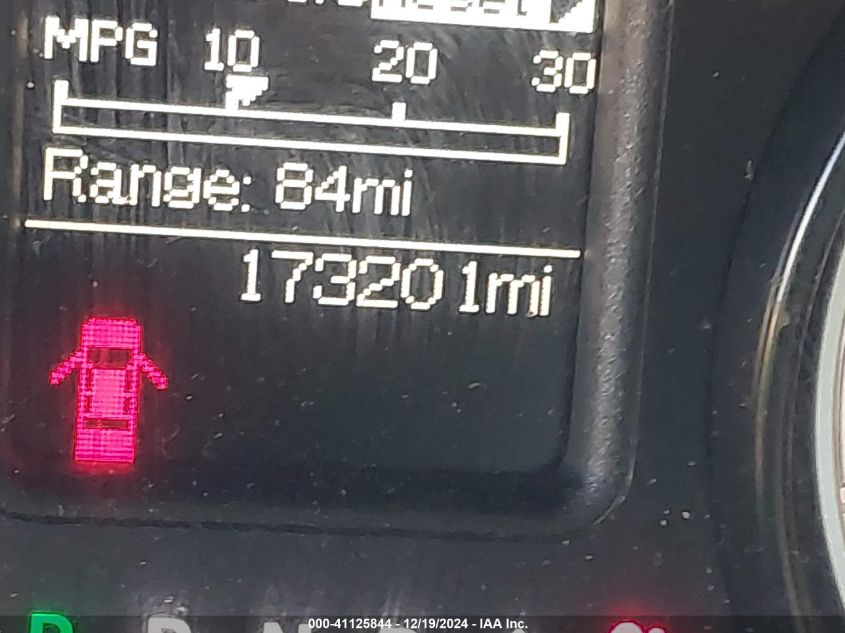 MPG 10 20 30
Range: 84mi
173201mi
P R N D
000-41125844 - 12/19/2024 - IAA Inc.